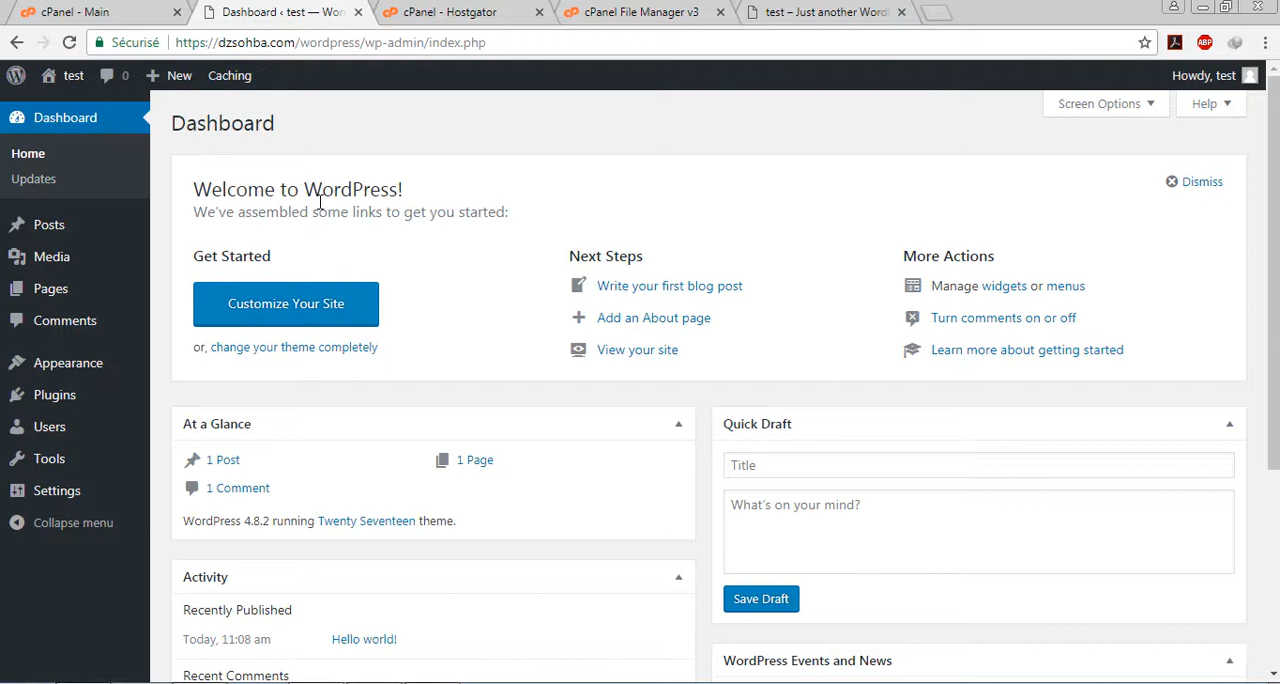 cPanel - Main
Dashboard ‹ test — Wor
cPanel - Hostgator
cPanel File Manager v3
test – Just another Word
Sécurisé
https://dzsohba.com/wordpress/wp-admin/index.php
ABP
test
0
New
Caching
Howdy, test
Dashboard
Home
Updates
Posts
Media
Pages
Comments
Appearance
Plugins
Users
Tools
Settings
Collapse menu
Screen Options
Help
Dashboard
Welcome to WordPress!
Dismiss
We've assembled some links to get you started:
Get Started
Customize Your Site
or, change your theme completely
Next Steps
Write your first blog post
Add an About page
View your site
More Actions
Manage widgets or menus
Turn comments on or off
Learn more about getting started
At a Glance
1 Post
1 Page
1 Comment
WordPress 4.8.2 running Twenty Seventeen theme.
Activity
Recently Published
Today, 11:08 am
Hello world!
Recent Comments
Quick Draft
Title
What's on your mind?
Save Draft
WordPress Events and News